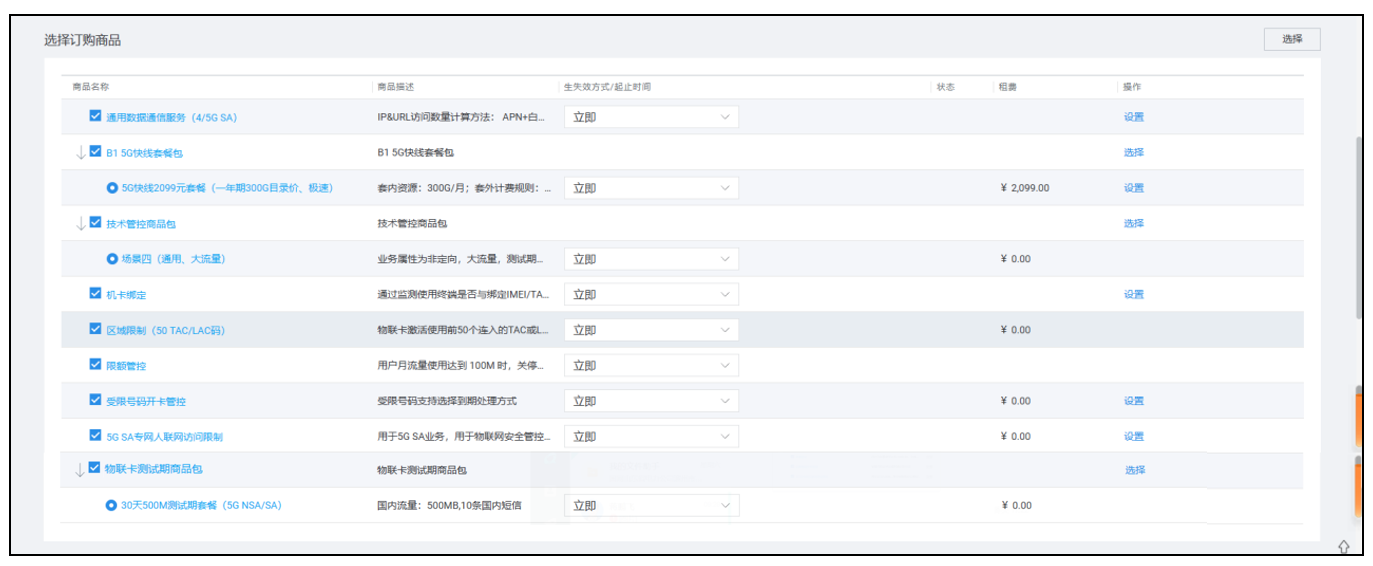 选择订购商品 选择
商品名称 商品描述 生失效方式/起止时间 状态 租费 操作
通用数据通信服务（4/5G SA） IP&URL访问数量计算方法： APN+白... 立即 设置
B1 5G快线套餐包 B1 5G快线套餐包 选择
5G快线2099元套餐（一年期300G目录价、极速） 套内资源：300G/月；套外计费规则：... 立即 ¥ 2,099.00 设置
技术管控商品包 技术管控商品包 选择
场景四（通用、大流量） 业务属性为非定向，大流量，测试期... 立即 ¥ 0.00
机卡绑定 通过监测使用终端是否与绑定IMEI/TA... 立即 设置
区域限制（50 TAC/LAC码） 物联卡激活使用前50个连入的TAC或L... 立即 ¥ 0.00
限额管控 用户月流量使用达到 100M 时，关停... 立即
受限号码开卡管控 受限号码支持选择到期处理方式 立即 ¥ 0.00 设置
5G SA专网人联网访问限制 用于5G SA业务，用于物联网安全管控... 立即 ¥ 0.00 设置
物联卡测试期商品包 物联卡测试期商品包 选择
30天500M测试期套餐（5G NSA/SA） 国内流量：500MB,10条国内短信 立即 ¥ 0.00